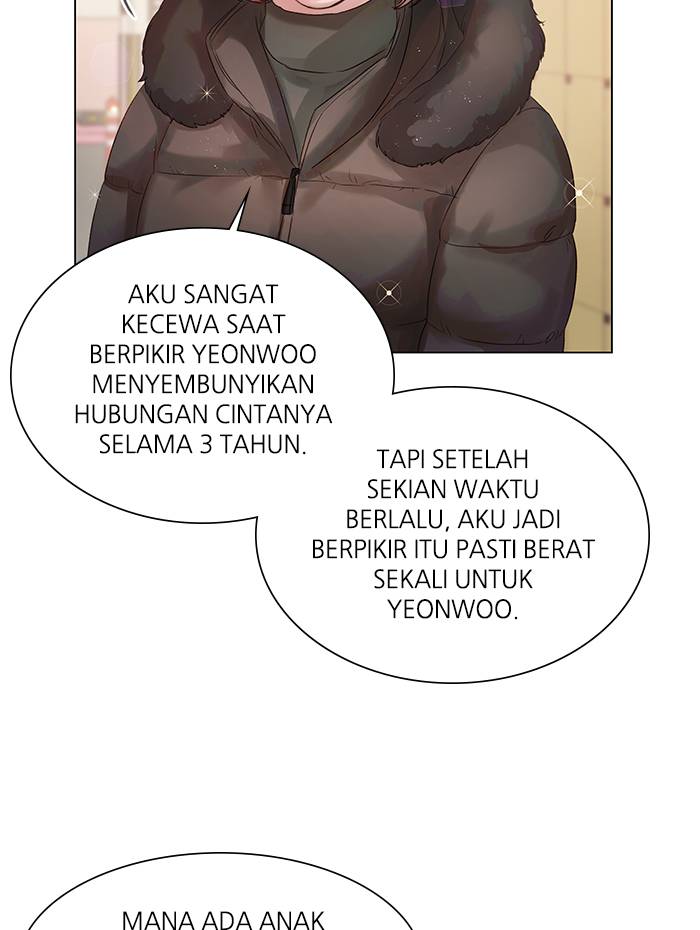 AKU SANGAT
KECEWA SAAT
BERPIKIR YEONWOO
MENYEMBUNYIKAN
HUBUNGAN CINTANYA
SELAMA 3 TAHUN.
TAPI SETELAH
SEKIAN WAKTU
BERLALU, AKU JADI
BERPIKIR ITU PASTI BERAT
SEKALI UNTUK
YEONWOO.
MANA ADA ANAK